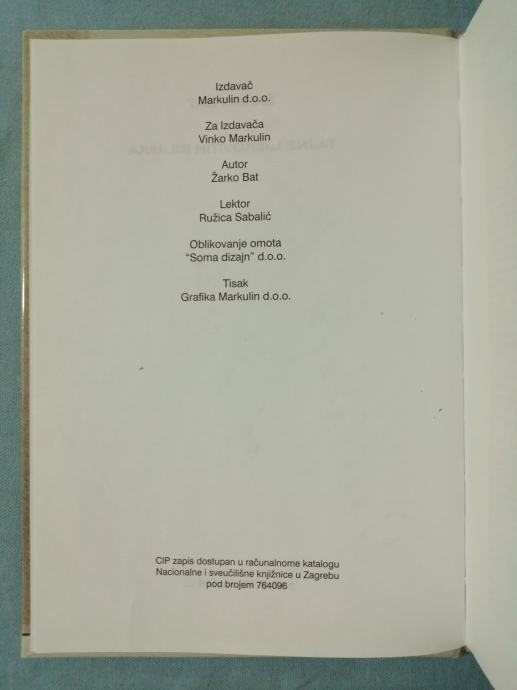 Izdavač
Markulin d.o.o.
Za Izdavača
Vinko Markulin
Autor
Žarko Bat
Lektor
Ružica Sabalić
Oblikovanje omota
“Soma dizajn” d.o.o.
Tisak
Grafika Markulin d.o.o.
CIP zapis dostupan u računalnome katalogu
Nacionalne i sveučilišne knjižnice u Zagrebu
pod brojem 764096